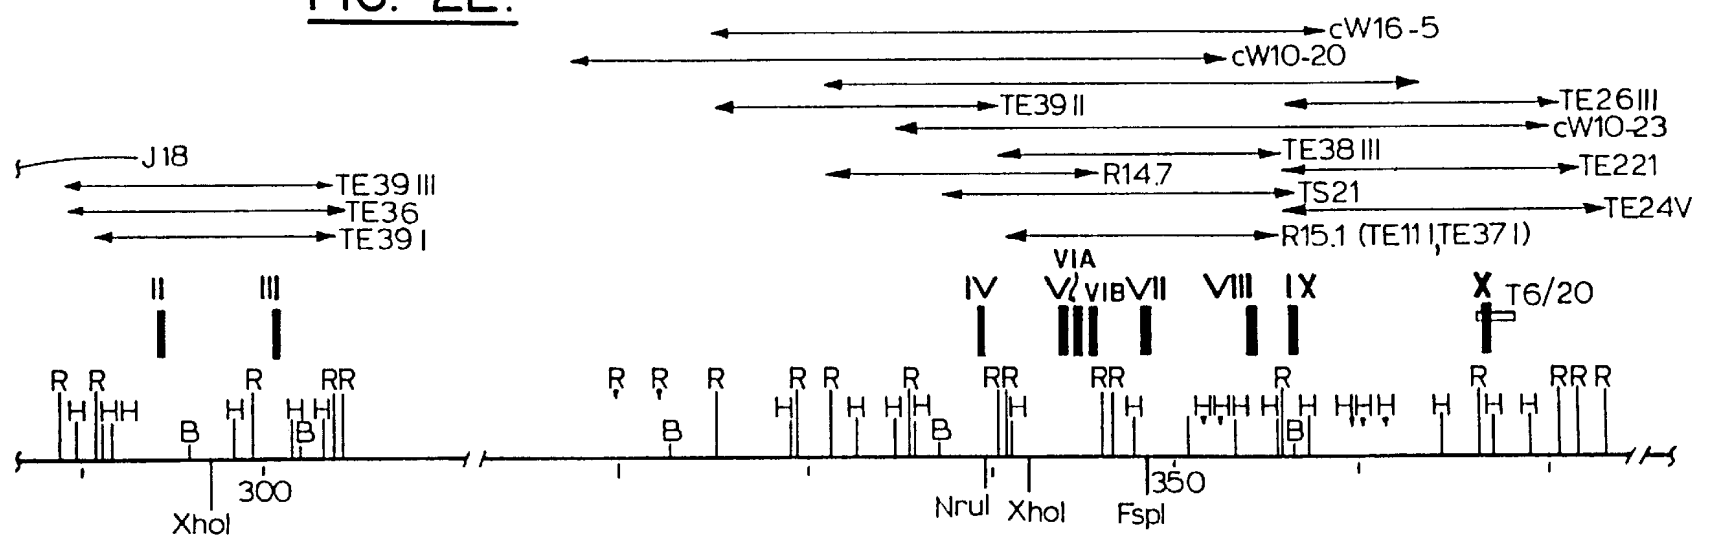 FIG. 2E.
cW16-5
cW10-20
TE39 II
TE26 III
cW10-23
J18
TE38 III
TE39 III
R14.7
TE221
TS21
TE36
TE24V
TE39 I
R15.1 (TE11 I, TE37 I)
II III IV V VIA VIB VII VIII IX X T6/20
R R R R R R R R R R R R R R R R R R R R R R
H H H H H H H H H H H H H H H H H H H H H H H
B B B B B
300 350
XhoI NruI XhoI FspI